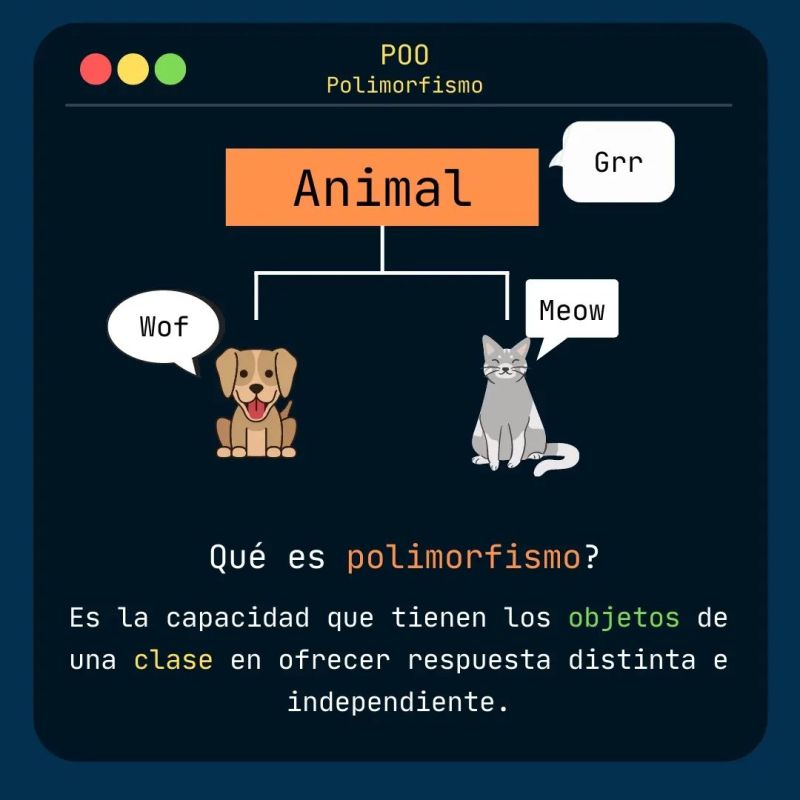 POO
Polimorfismo
Animal
Grr
Wof
Meow
Qué es polimorfismo?
Es la capacidad que tienen los objetos de
una clase en ofrecer respuesta distinta e
independiente.